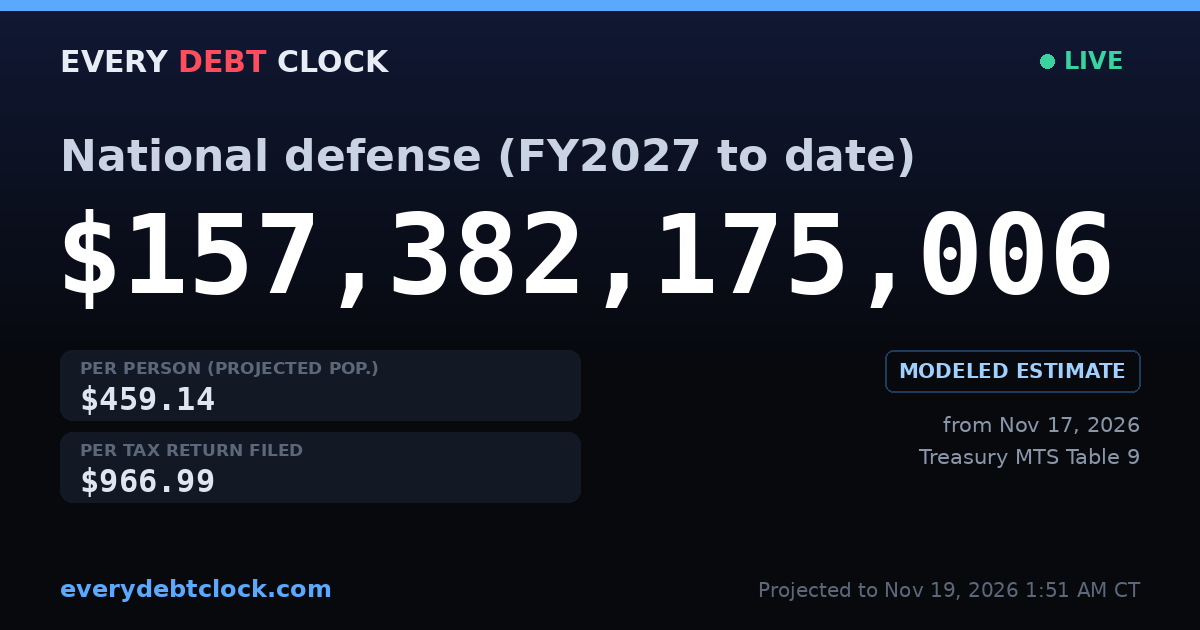 EVERY DEBT CLOCK
LIVE
National defense (FY2027 to date)
$157,382,175,006
PER PERSON (PROJECTED POP.)
$459.14
PER TAX RETURN FILED
$966.99
MODELED ESTIMATE
from Nov 17, 2026
Treasury MTS Table 9
everydebtclock.com
Projected to Nov 19, 2026 1:51 AM CT